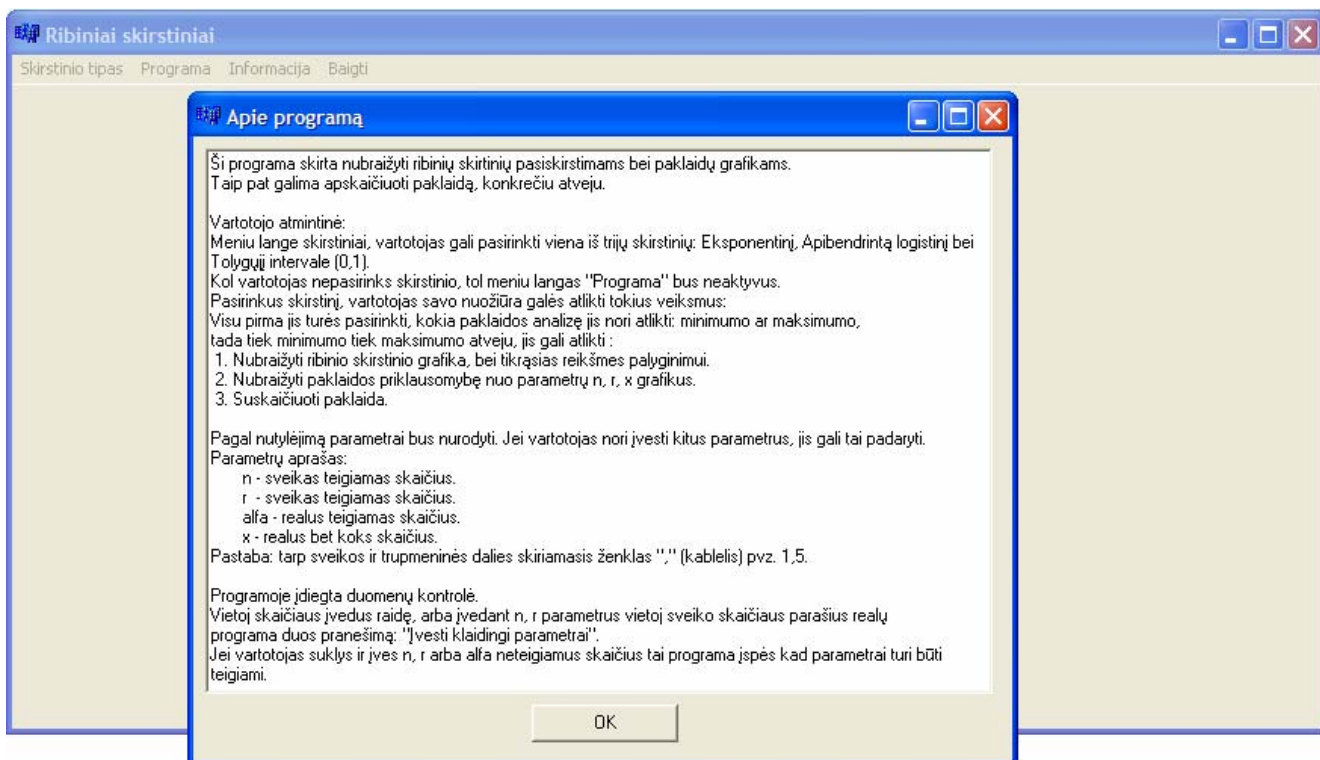 Ribiniai skirstiniai
Skirstinio tipas Programa Informacija Baigti
Apie programą
Ši programa skirta nubraižyti ribinių skirtinių pasiskirstimams bei paklaidų grafikams.
Taip pat galima apskaičiuoti paklaidą, konkrečiu atveju.
Vartotojo atmintinė:
Meniu lange skirstiniai, vartotojas gali pasirinkti viena iš trijų skirstinių: Eksponentinį, Apibendrintą logistinį bei
Tolygųjį intervale (0,1).
Kol vartotojas nepasirinks skirstinio, tol meniu langas "Programa" bus neaktyvus.
Pasirinkus skirstinį, vartotojas savo nuožiūra galės atlikti tokius veiksmus:
Visu pirma jis turės pasirinkti, kokia paklaidos analizę jis nori atlikti: minimumo ar maksimumo,
tada tiek minimumo tiek maksimumo atveju, jis gali atlikti :
1. Nubraižyti ribinio skirstinio grafika, bei tikrąsias reikšmes palyginimui.
2. Nubraižyti paklaidos priklausomybę nuo parametrų n, r, x grafikus.
3. Suskaičiuoti paklaida.
Pagal nutylėjimą parametrai bus nurodyti. Jei vartotojas nori įvesti kitus parametrus, jis gali tai padaryti.
Parametrų aprašas:
n - sveikas teigiamas skaičius.
r - sveikas teigiamas skaičius.
alfa - realus teigiamas skaičius.
x - realus bet koks skaičius.
Pastaba: tarp sveikos ir trupmeninės dalies skiriamasis ženklas "," (kablelis) pvz. 1,5.
Programoje įdiegta duomenų kontrolė.
Vietoj skaičiaus įvedus raidę, arba įvedant n, r parametrus vietoj sveiko skaičiaus parašius realų
programa duos pranešimą: "Įvesti klaidingi parametrai".
Jei vartotojas suklys ir įves n, r arba alfa neteigiamus skaičius tai programa įspės kad parametrai turi būti
teigiami.
OK